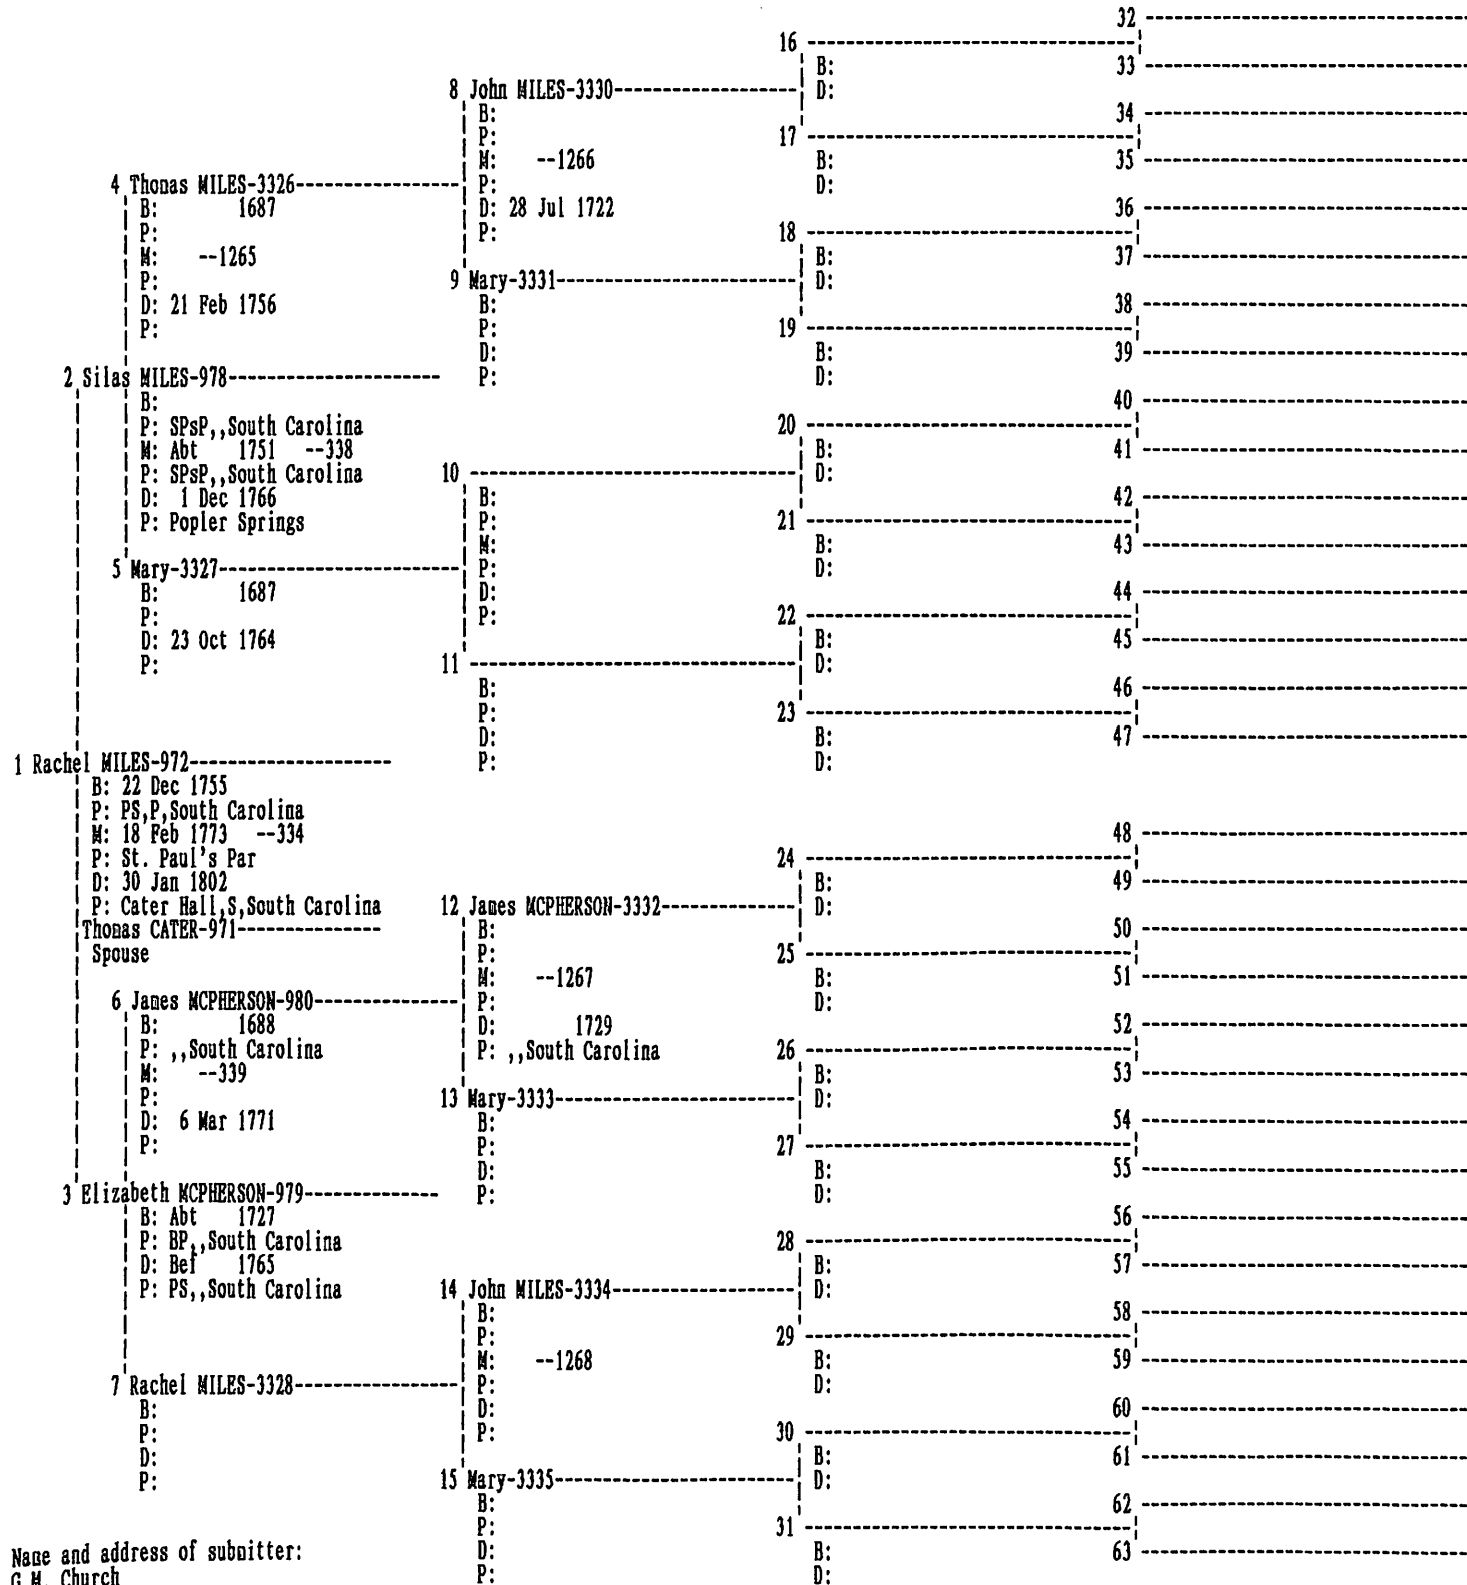 1 Rachel MILES-972
B: 22 Dec 1755
P: PS,P,South Carolina
M: 18 Feb 1773 --334
P: St. Paul's Par
D: 30 Jan 1802
P: Cater Hall,S,South Carolina
Thomas CATER-971
Spouse
2 Silas MILES-978
B:
P: SPsP,,South Carolina
M: Abt 1751 --338
P: SPsP,,South Carolina
D: 1 Dec 1766
P: Popler Springs
3 Elizabeth MCPHERSON-979
B: Abt 1727
P: BP,,South Carolina
D: Bef 1765
P: PS,,South Carolina
4 Thomas MILES-3326
B: 1687
P:
M: --1265
P:
D: 21 Feb 1756
P:
5 Mary-3327
B: 1687
P:
D: 23 Oct 1764
P:
6 James MCPHERSON-980
B: 1688
P: ,,South Carolina
M: --339
P:
D: 6 Mar 1771
P:
7 Rachel MILES-3328
B:
P:
D:
P:
8 John MILES-3330
B:
P:
M: --1266
P:
D: 28 Jul 1722
P:
9 Mary-3331
B:
P:
D:
P:
10
B:
P:
M:
P:
D:
P:
11
B:
P:
D:
P:
12 James MCPHERSON-3332
B:
P:
M: --1267
P:
D: 1729
P: ,,South Carolina
13 Mary-3333
B:
P:
D:
P:
14 John MILES-3334
B:
P:
M: --1268
P:
D:
P:
15 Mary-3335
B:
P:
D:
P:
16
B:
D:
17
B:
D:
18
B:
D:
19
B:
D:
20
B:
D:
21
B:
D:
22
B:
D:
23
B:
D:
24
B:
D:
25
B:
D:
26
B:
D:
27
B:
D:
28
B:
D:
29
B:
D:
30
B:
D:
31
B:
D:
32
33
34
35
36
37
38
39
40
41
42
43
44
45
46
47
48
49
50
51
52
53
54
55
56
57
58
59
60
61
62
63
Name and address of submitter:
G.M. Church